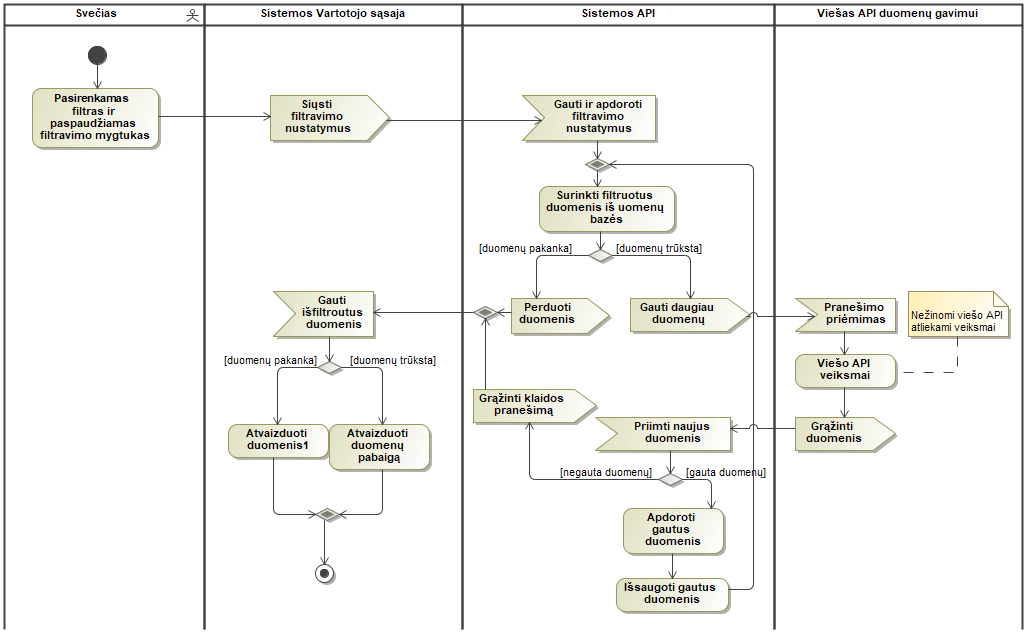 Svečias
Sistemos Vartotojo sąsaja
Sistemos API
Viešas API duomenų gavimui
Pasirenkamas
filtras ir
paspaudžiamas
filtravimo mygtukas
Siųsti
filtravimo
nustatymus
Gauti ir apdoroti
filtravimo
nustatymus
Surinkti filtruotus
duomenis iš uomenų
bazės
[duomenų pakanka]
[duomenų trūksta]
Perduoti
duomenis
Gauti daugiau
duomenų
Pranešimo
priėmimas
Nežinomi viešo API
atliekami veiksmai
Viešo API
veiksmai
Grąžinti
duomenis
Gauti
išfiltroutus
duomenis
[duomenų pakanka]
[duomenų trūksta]
Atvaizduoti
duomenis1
Atvaizduoti
duomenų
pabaigą
Grąžinti klaidos
pranešimą
Priimti naujus
duomenis
[negauta duomenų]
[gauta duomenų]
Apdoroti
gautus
duomenis
Išsaugoti gautus
duomenis